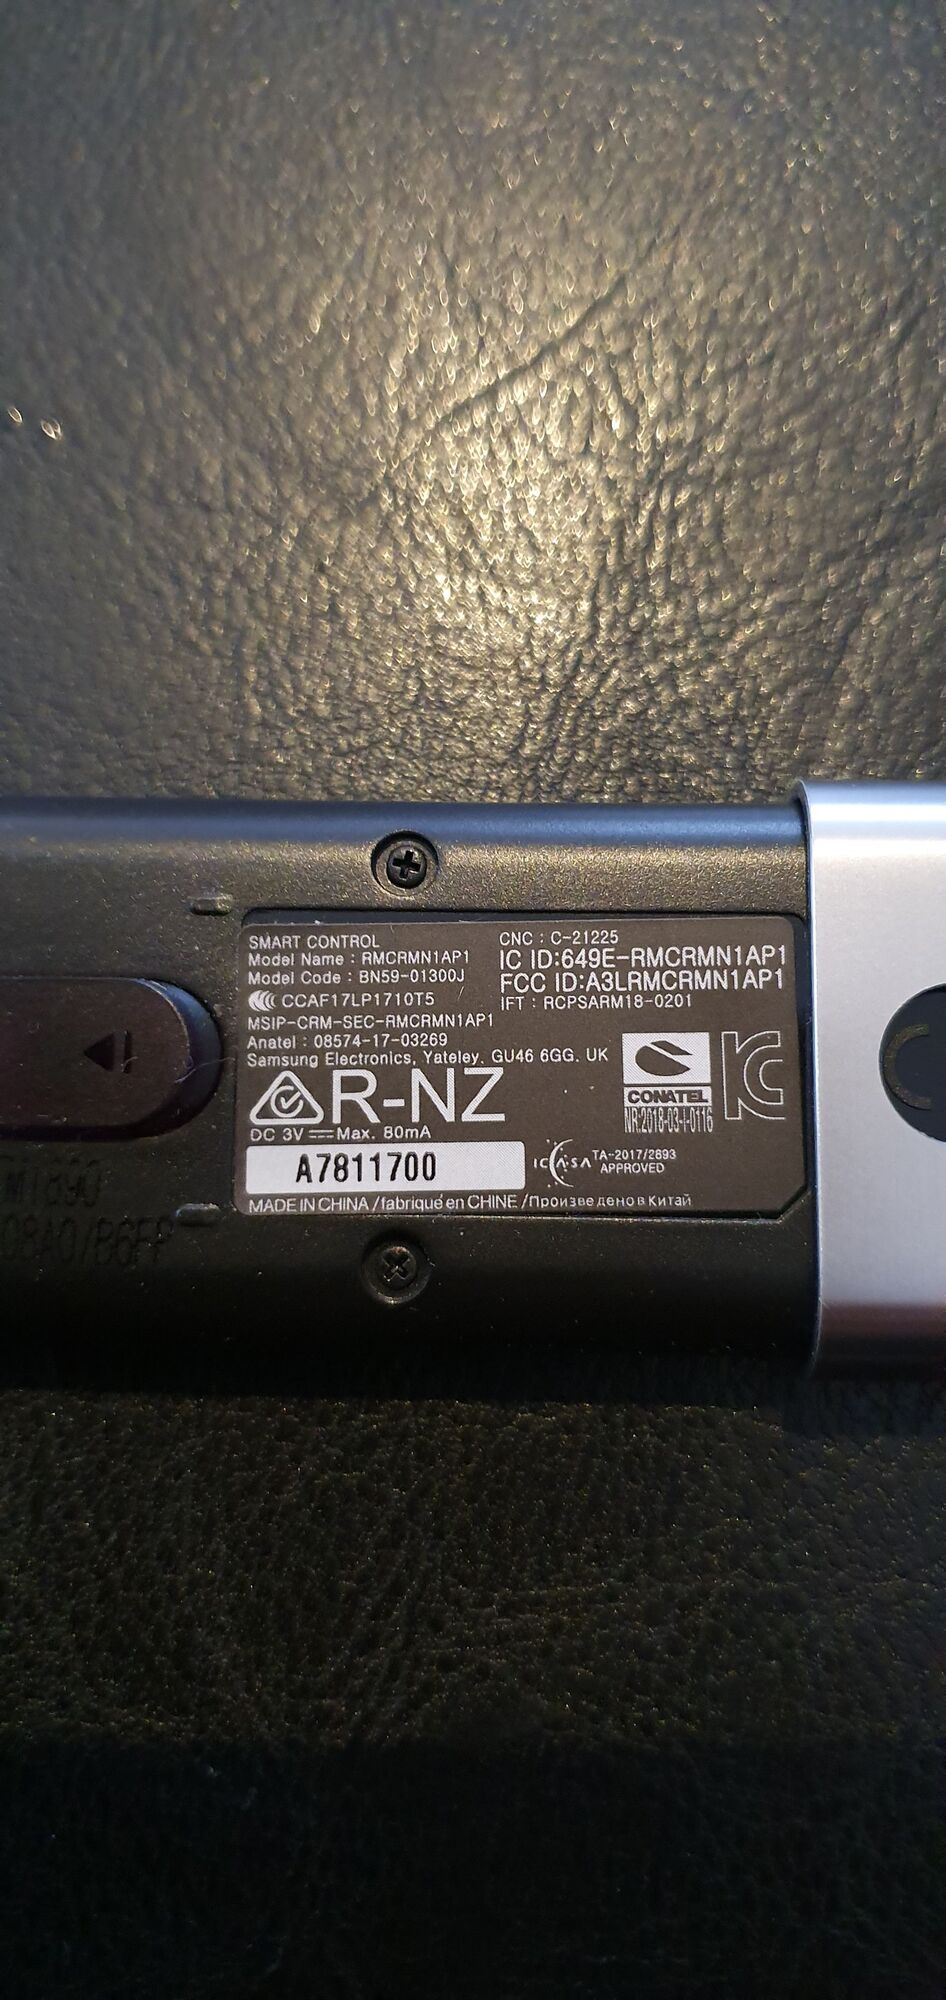 SMART CONTROL
Model Name : RMCRMN1AP1
Model Code : BN59-01300J
CCAF17LP1710T5
MSIP-CRM-SEC-RMCRMN1AP1
Anatel : 08574-17-03269
Samsung Electronics, Yateley, GU46 6GG. UK
R-NZ
DC 3V Max. 80mA
A7811700
CNC : C-21225
IC ID:649E-RMCRMN1AP1
FCC ID:A3LRMCRMN1AP1
IFT : RCPSARM18-0201
CONATEL
NR:2018-03-I-0116
ICASA TA-2017/2693
APPROVED
MADE IN CHINA /fabriqué en CHINE /Произведено в Китай